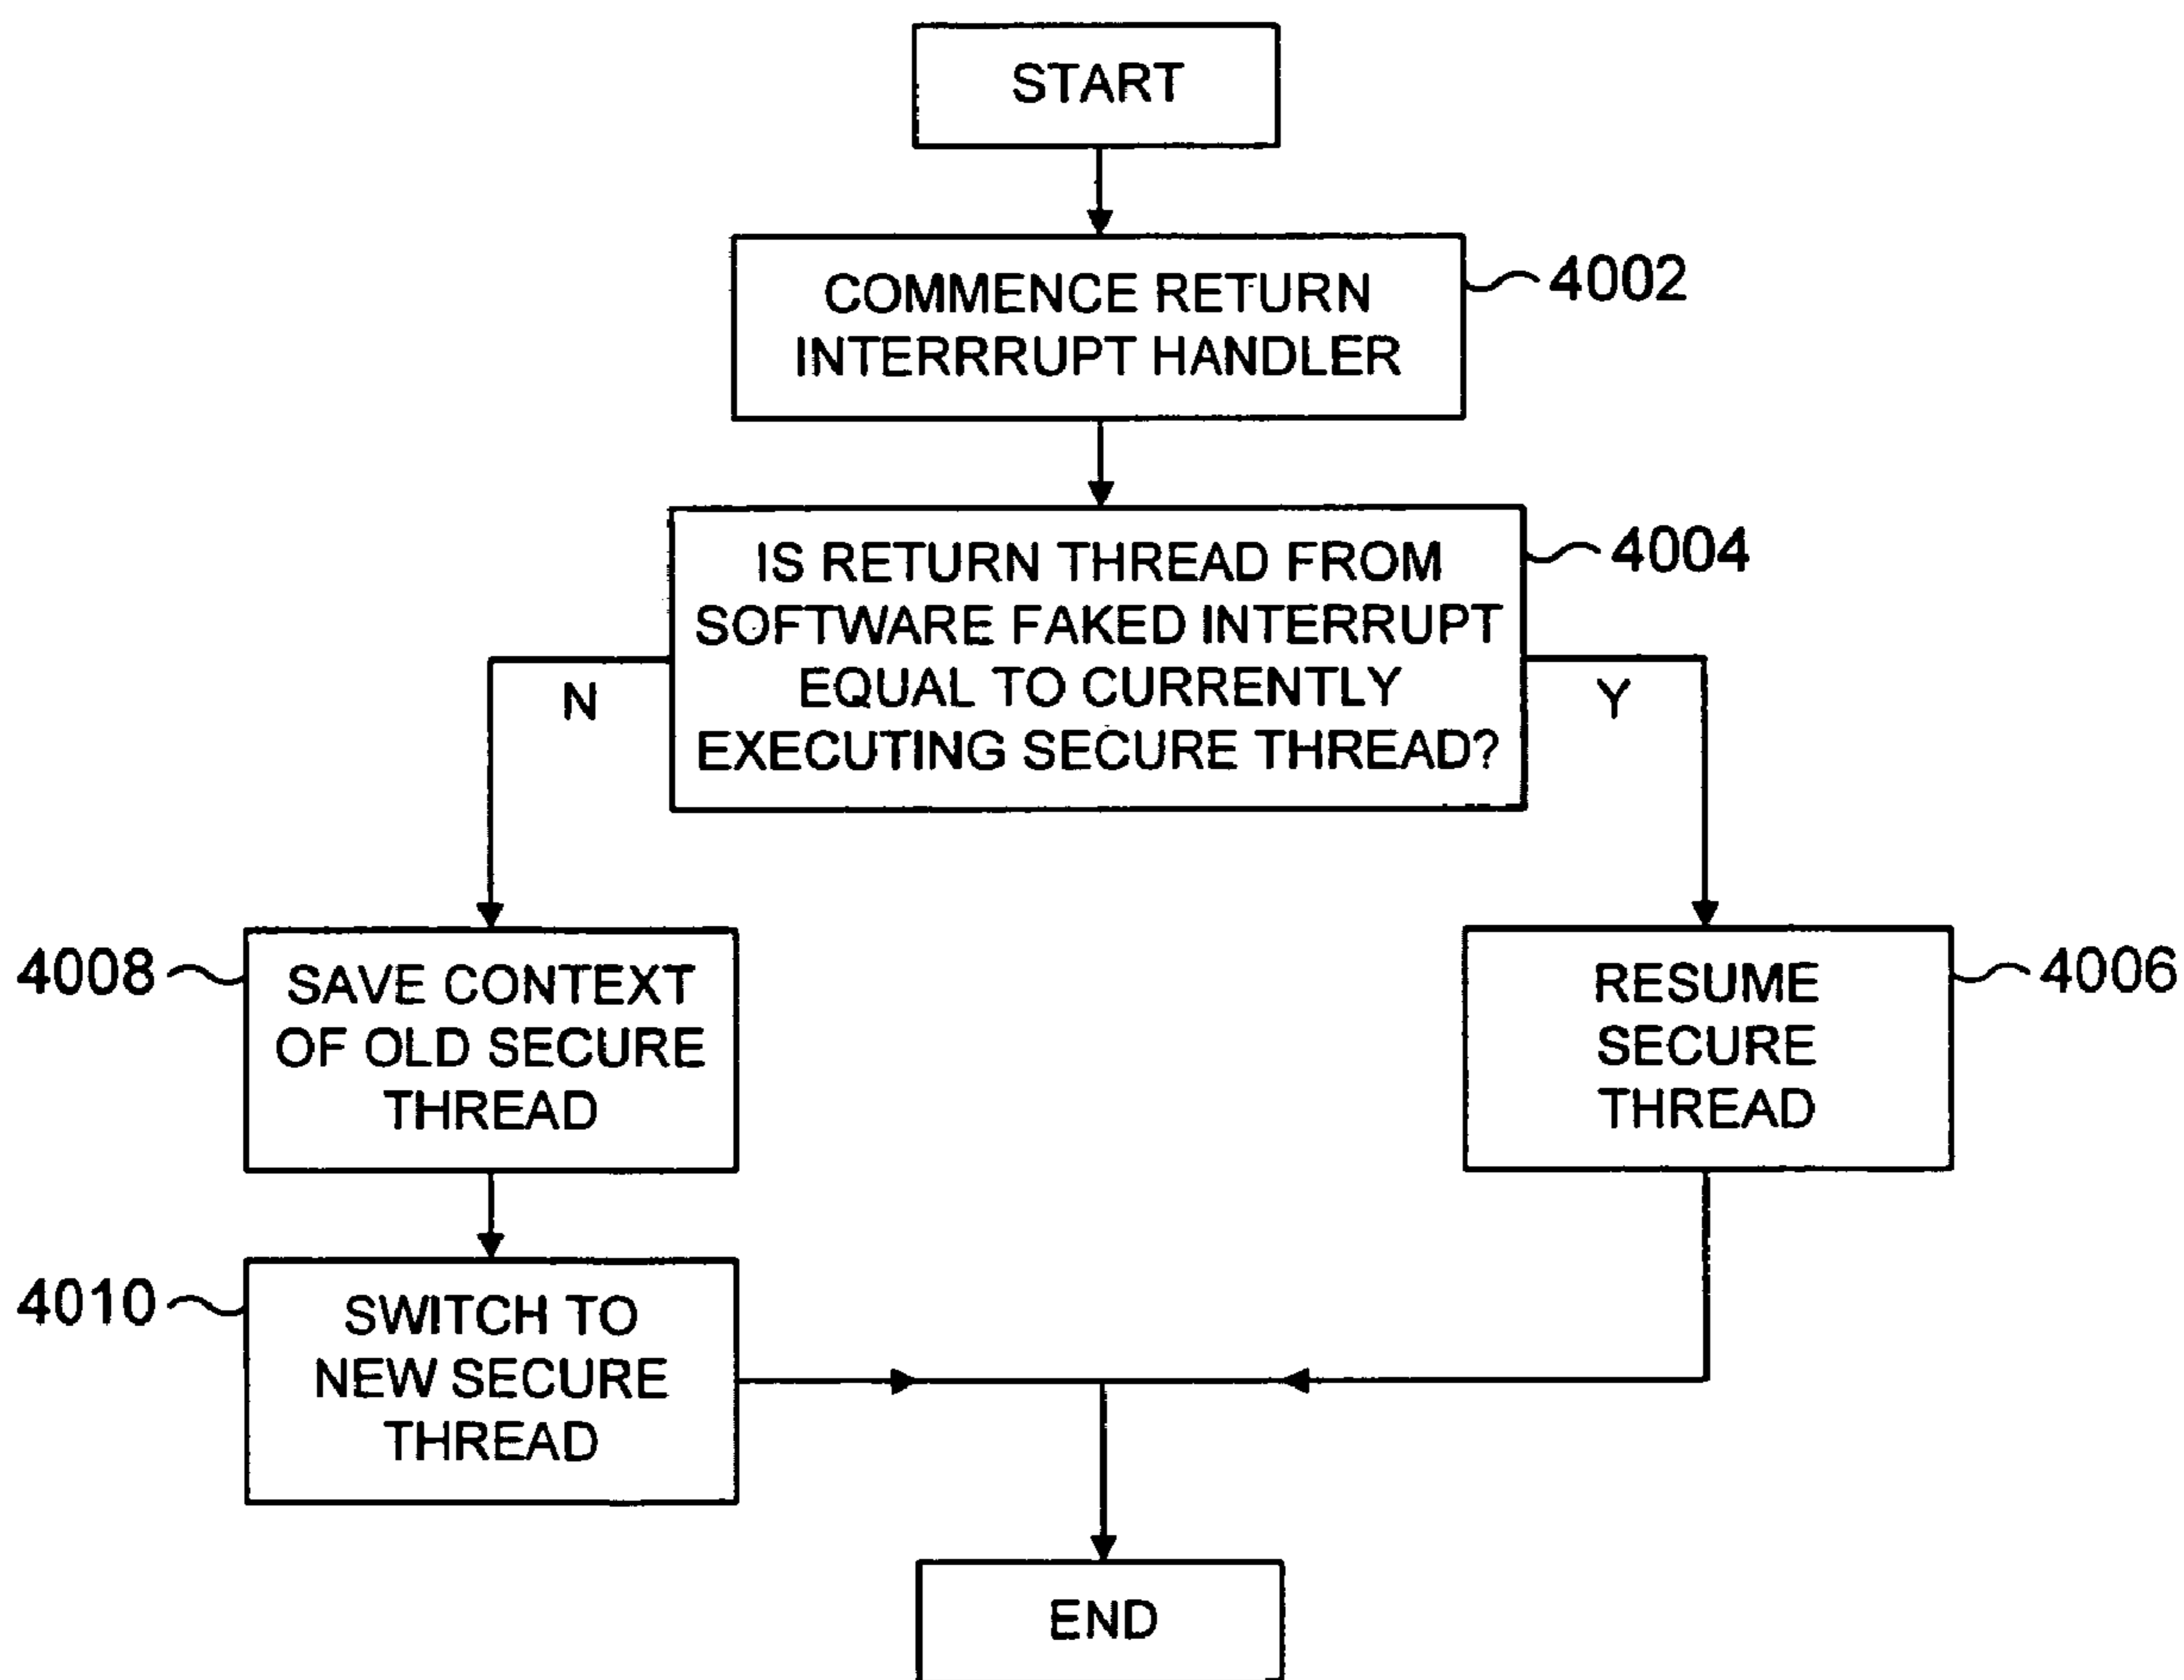 START
COMMENCE RETURN
INTERRRUPT HANDLER
4002
IS RETURN THREAD FROM
SOFTWARE FAKED INTERRUPT
EQUAL TO CURRENTLY
EXECUTING SECURE THREAD?
4004
N
Y
4008
SAVE CONTEXT
OF OLD SECURE
THREAD
RESUME
SECURE
THREAD
4006
4010
SWITCH TO
NEW SECURE
THREAD
END